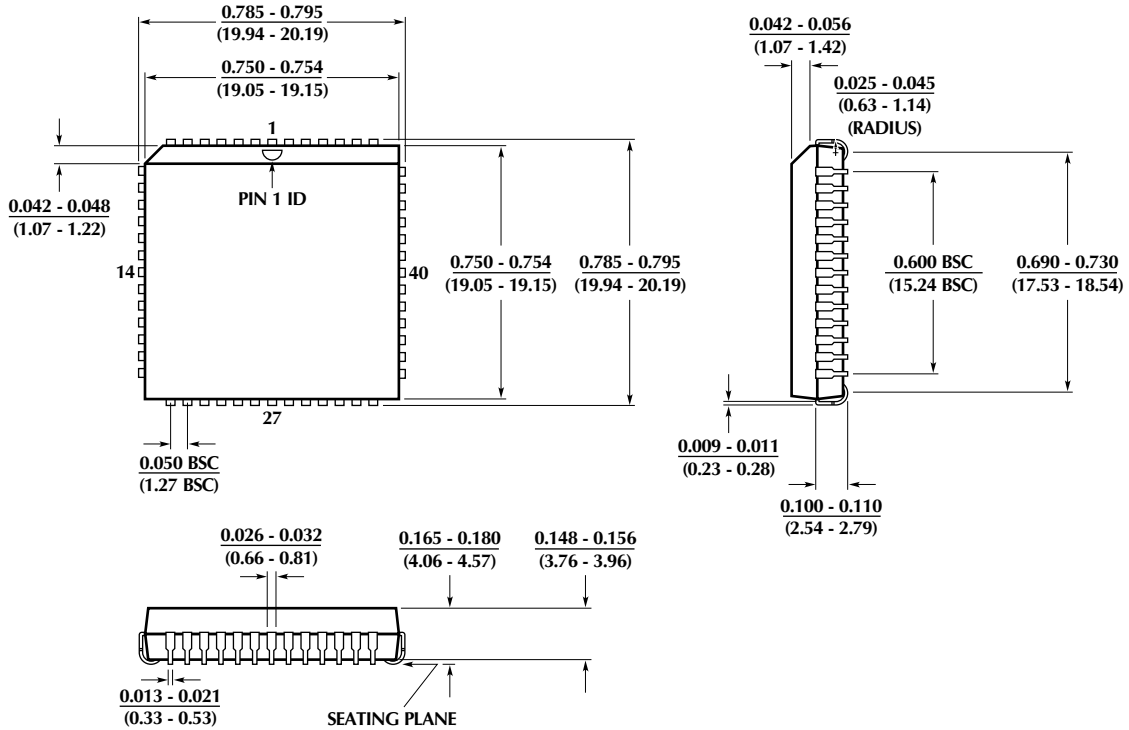 0.785 - 0.795
(19.94 - 20.19)
0.750 - 0.754
(19.05 - 19.15)
1
PIN 1 ID
0.042 - 0.048
(1.07 - 1.22)
14
40
0.750 - 0.754
(19.05 - 19.15)
0.785 - 0.795
(19.94 - 20.19)
27
0.050 BSC
(1.27 BSC)
0.042 - 0.056
(1.07 - 1.42)
0.025 - 0.045
(0.63 - 1.14)
(RADIUS)
0.600 BSC
(15.24 BSC)
0.690 - 0.730
(17.53 - 18.54)
0.009 - 0.011
(0.23 - 0.28)
0.100 - 0.110
(2.54 - 2.79)
0.026 - 0.032
(0.66 - 0.81)
0.165 - 0.180
(4.06 - 4.57)
0.148 - 0.156
(3.76 - 3.96)
0.013 - 0.021
(0.33 - 0.53)
SEATING PLANE